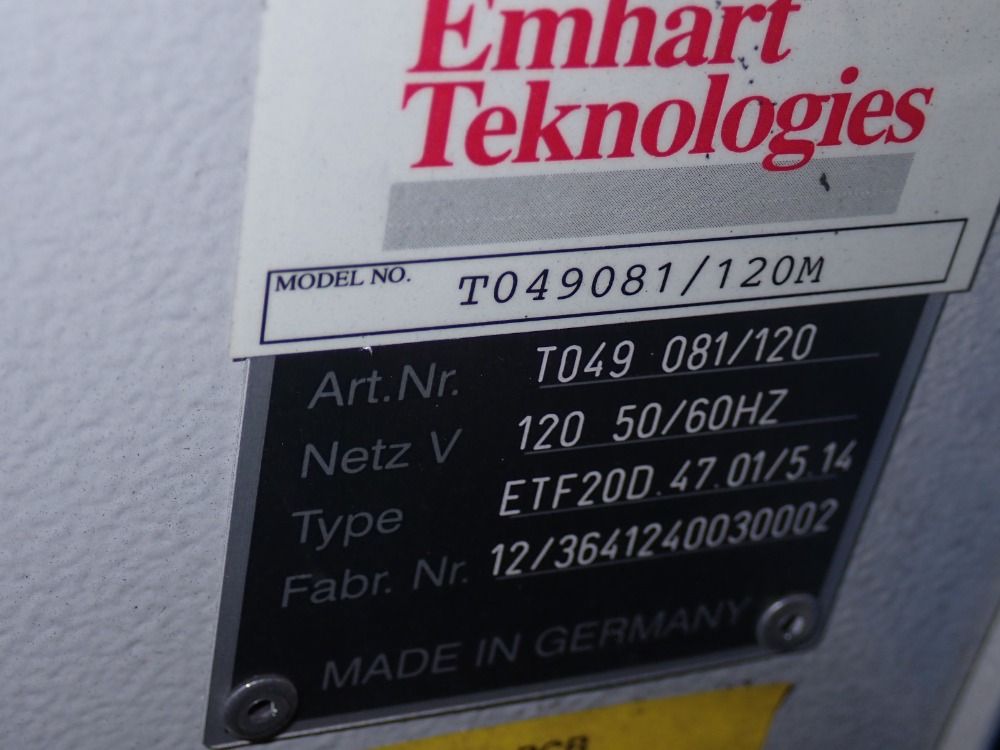 Emhart
Teknologies
MODEL NO. T049081/120M
Art.Nr. T049 081/120
Netz V 120 50/60HZ
Type ETF20D.47.01/5.14
Fabr. Nr. 12/3641240030002
MADE IN GERMANY